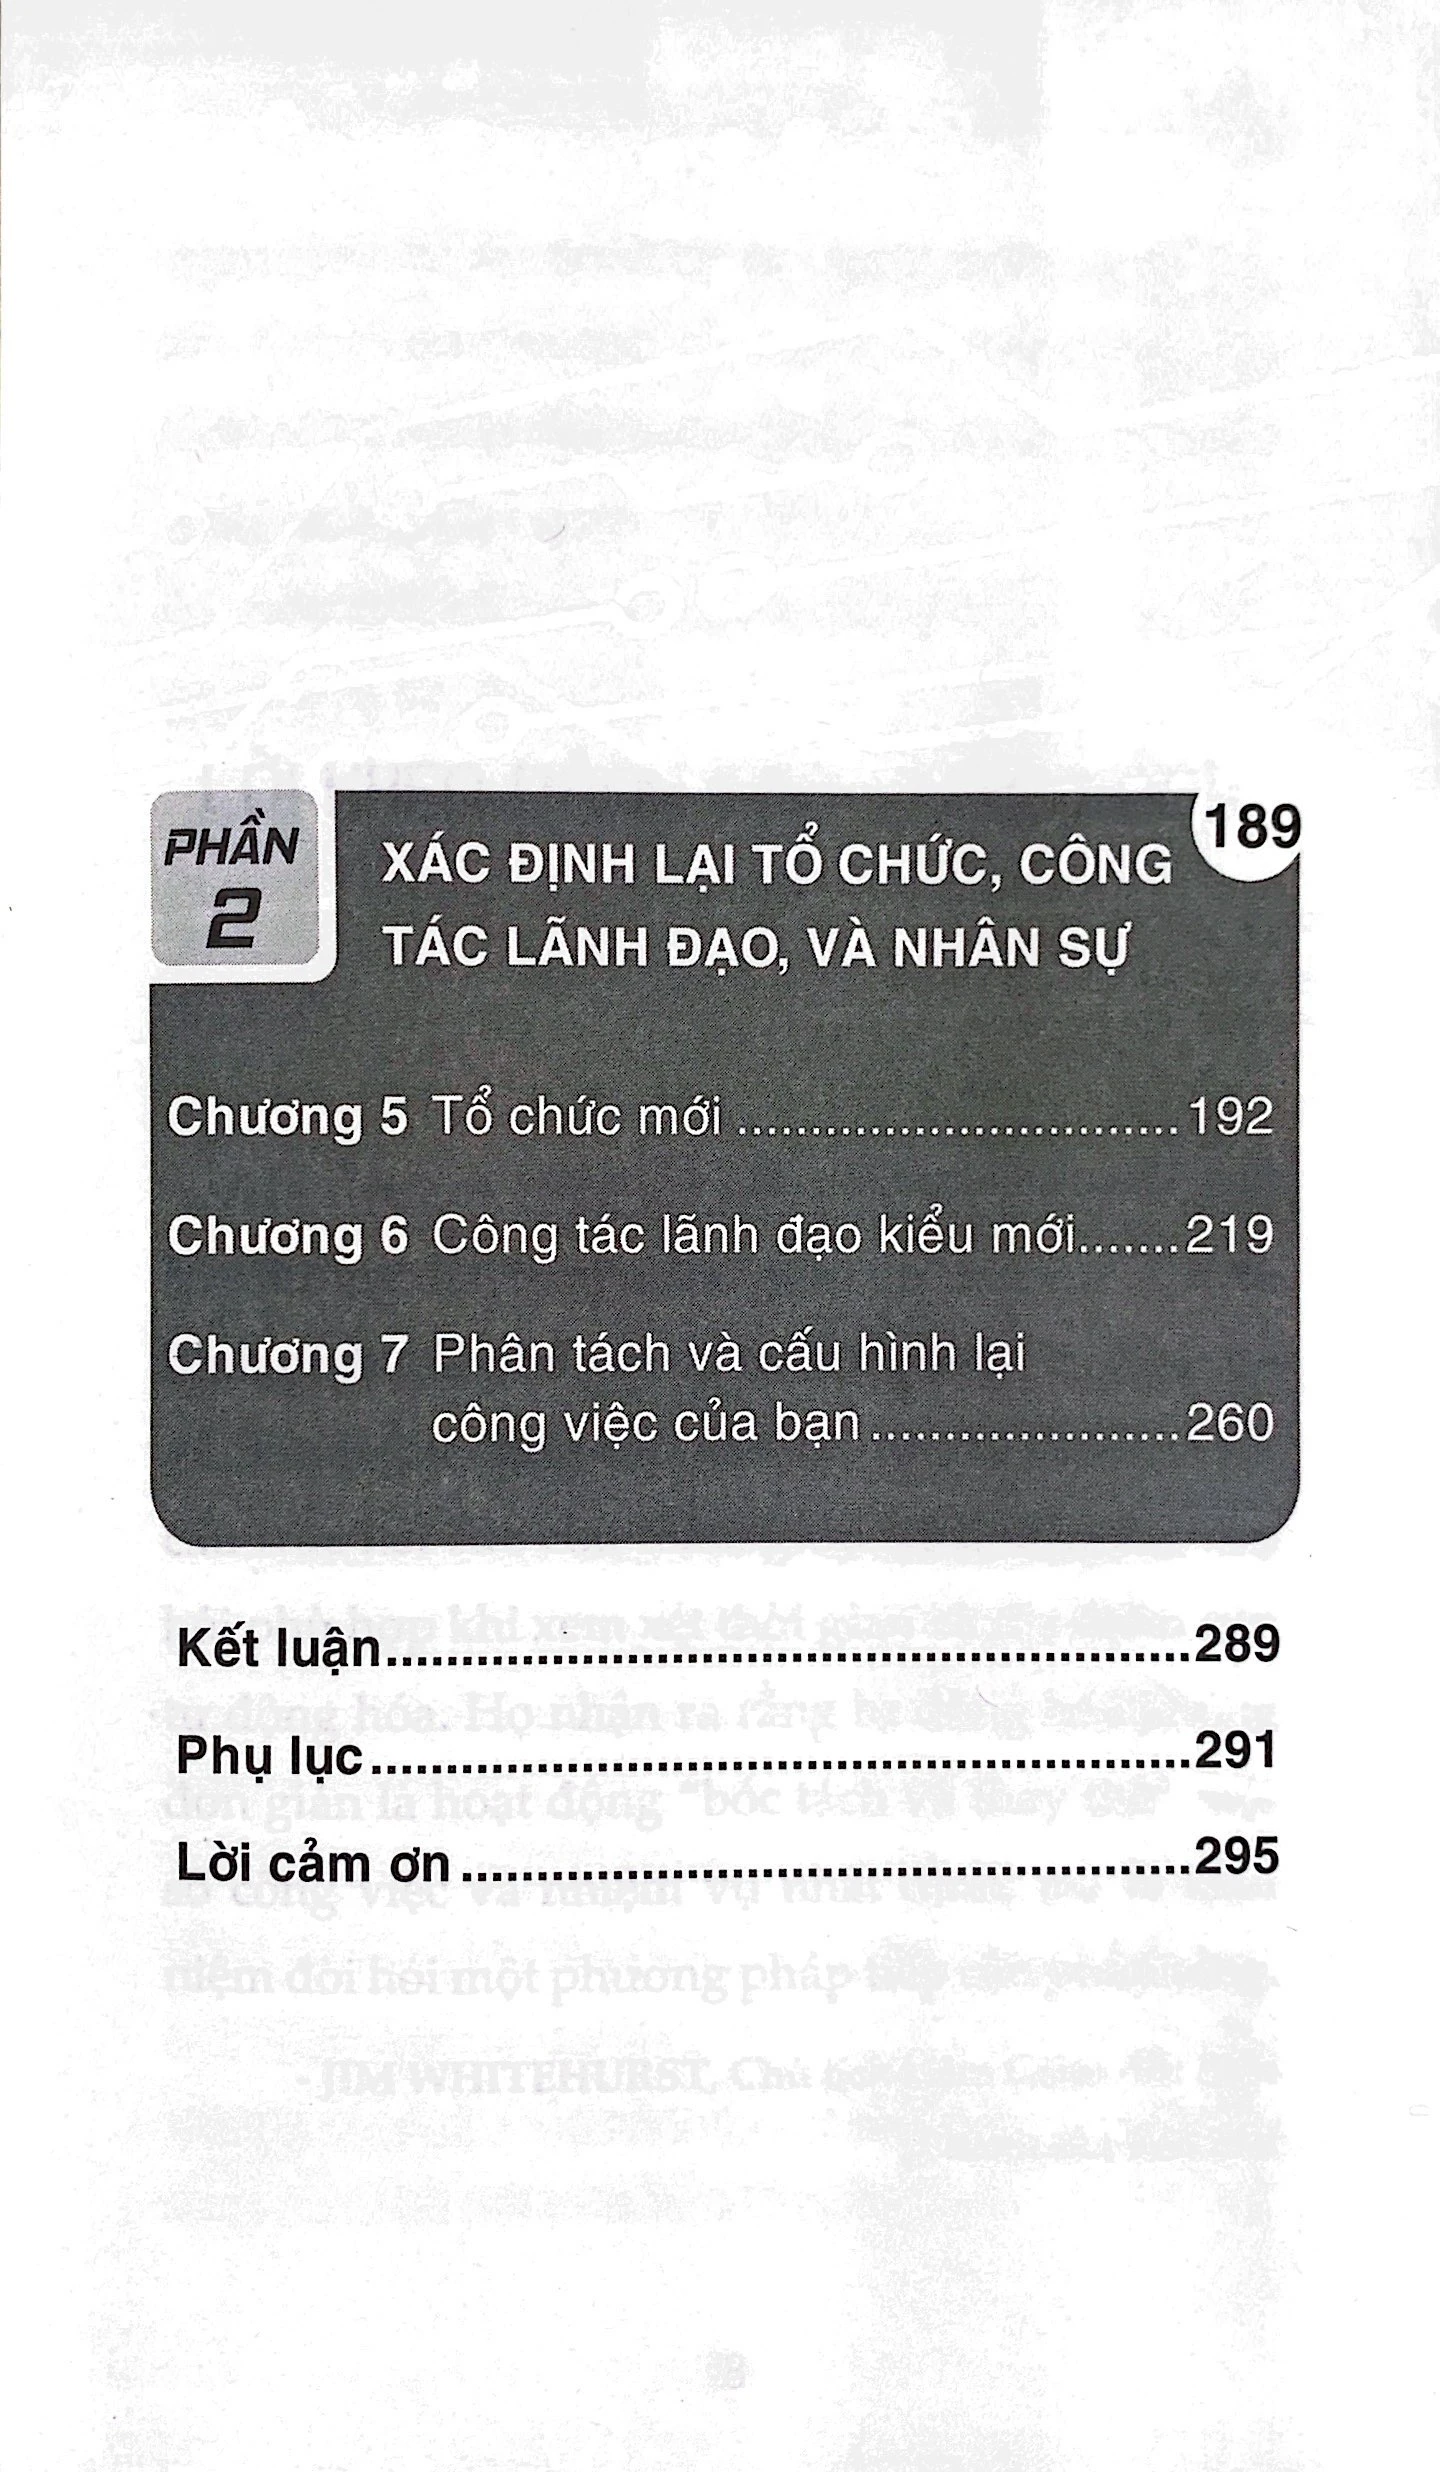 PHẦN
2
XÁC ĐỊNH LẠI TỔ CHỨC, CÔNG
TÁC LÃNH ĐẠO, VÀ NHÂN SỰ
189
Chương 5 Tổ chức mới .............................. 192
Chương 6 Công tác lãnh đạo kiểu mới.......219
Chương 7 Phân tách và cấu hình lại
công việc của bạn .....................260
Kết luận......................................................289
Phụ lục.......................................................291
Lời cảm ơn .................................................295